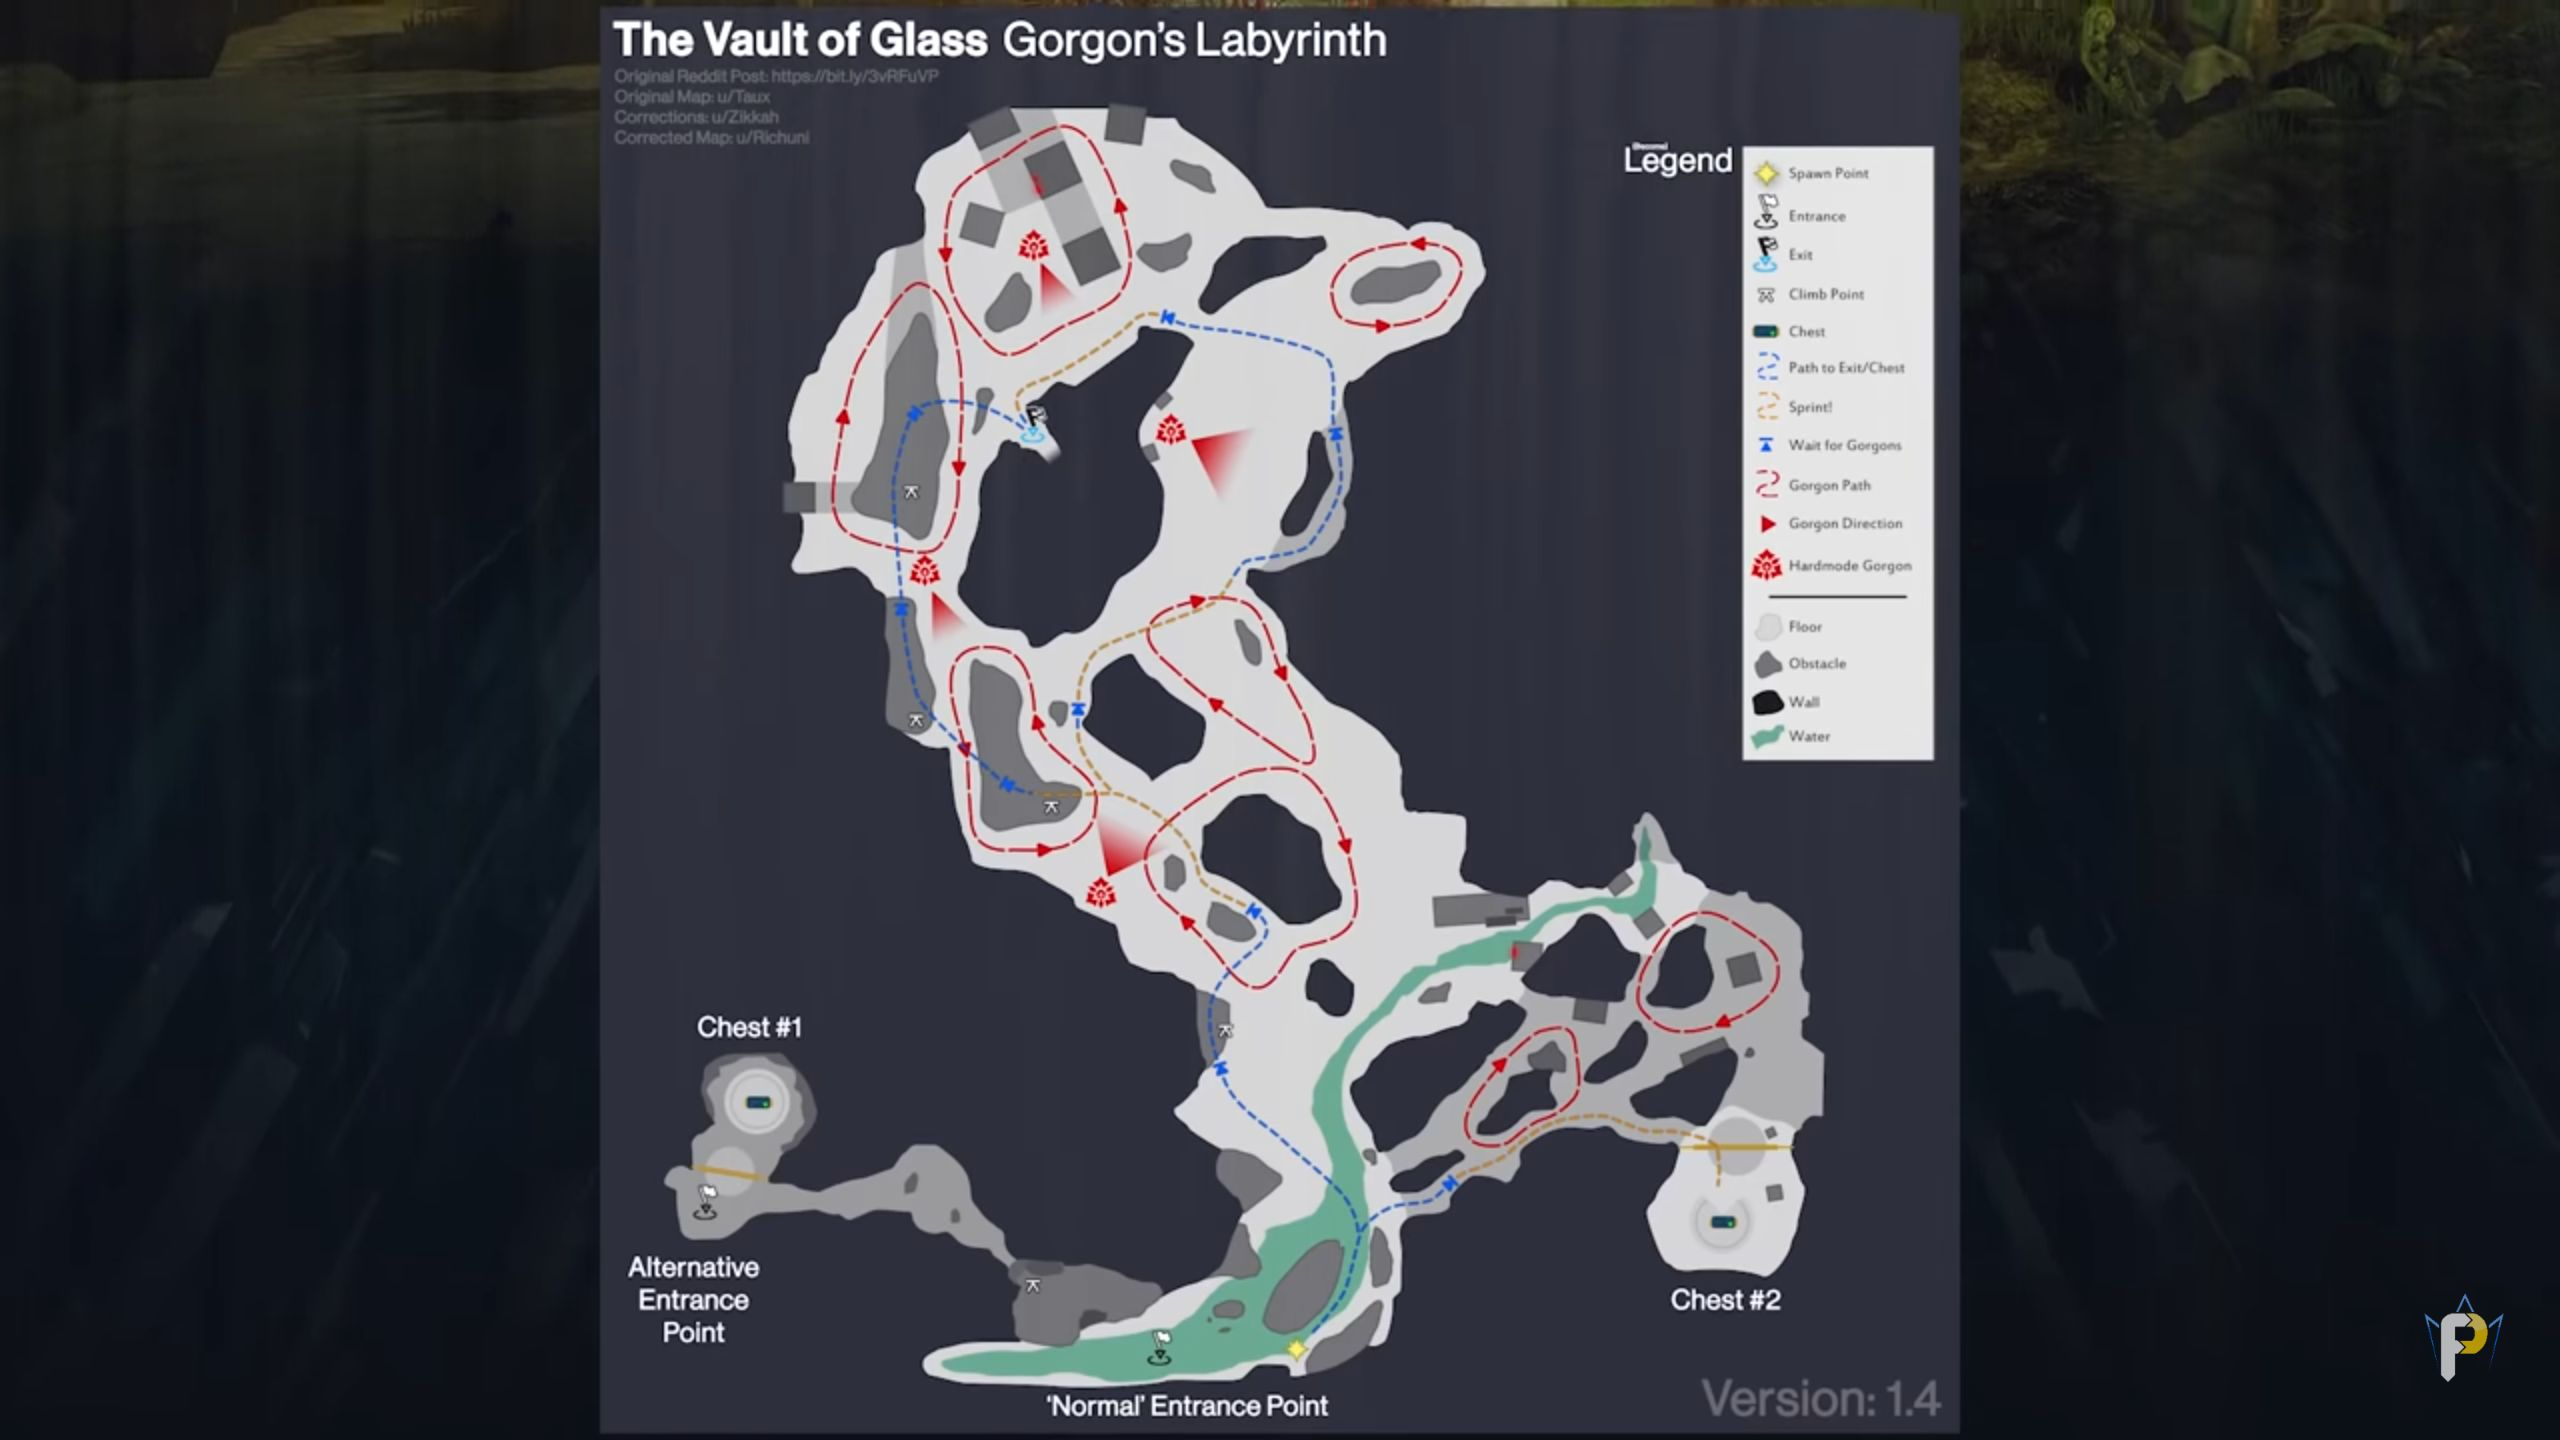 The Vault of Glass Gorgon's Labyrinth
Original Reddit Post: https://bit.ly/3vRFuVP
Original Map: u/Taux
Corrections: u/Zikkah
Corrected Map: u/Richuni
Legend
Spawn Point
Entrance
Exit
Climb Point
Chest
Path to Exit/Chest
Sprint!
Wait for Gorgons
Gorgon Path
Gorgon Direction
Hardmode Gorgon
Floor
Obstacle
Wall
Water
Chest #1
Alternative
Entrance
Point
Chest #2
'Normal' Entrance Point
Version: 1.4